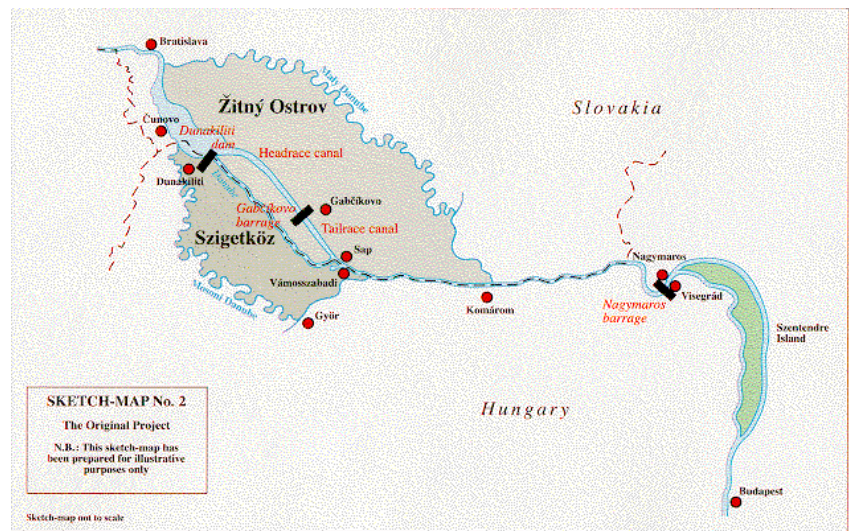 Bratislava
Maly Danube
Slovakia
Žitný Ostrov
Čunovo
Dunakiliti
dam
Headrace canal
Dunakiliti
Danube
Gabčíkovo
Gabčíkovo
barrage
Tailrace canal
Szigetköz
Sap
Nagymaros
Vámosszabadi
Mosoni Danube
Visegrád
Komárom
Nagymaros
barrage
Györ
Szentendre
Island
SKETCH-MAP No. 2
The Original Project
N.B.: This sketch-map has
been prepared for illustrative
purposes only
Hungary
Budapest
Sketch-map not to scale